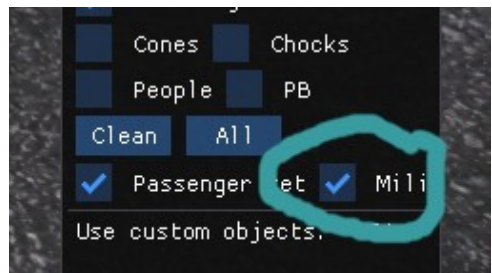 Cones Chocks
People PB
Clean All
Passenger Mili
Use custom objects.